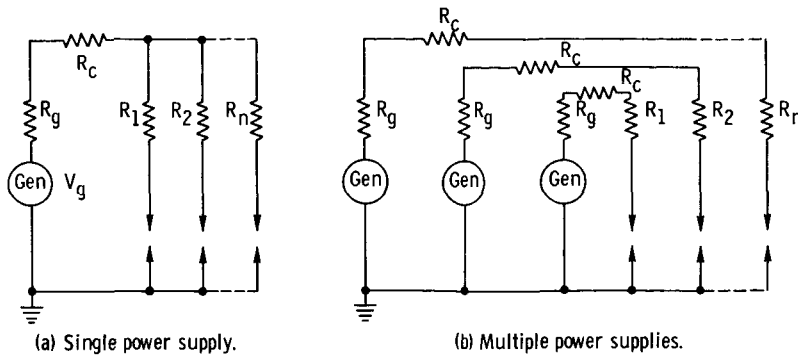 R_c
R_g
R_1
R_2
R_n
Gen
V_g
(a) Single power supply.
R_c
R_c
R_c
R_g
R_g
R_g
R_1
R_2
R_n
Gen
Gen
Gen
(b) Multiple power supplies.